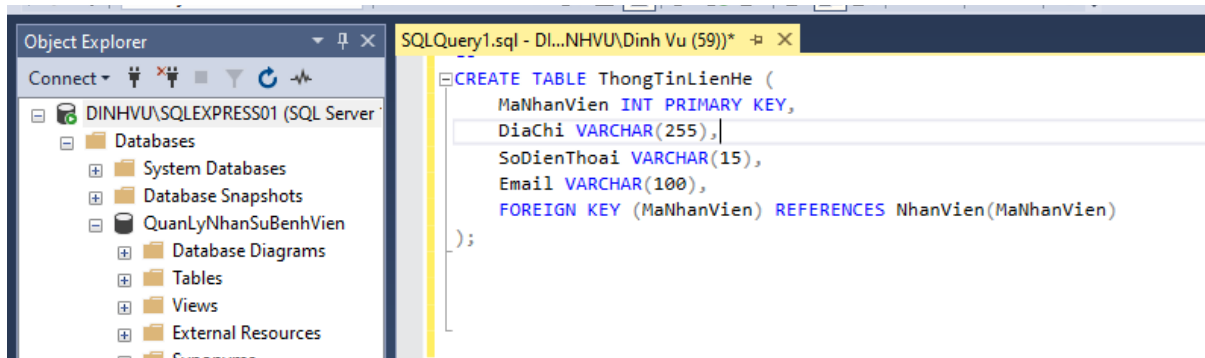 Object Explorer
SQLQuery1.sql - DI...NHVU\Dinh Vu (59))*
Connect
DINHVU\SQLEXPRESS01 (SQL Server
Databases
System Databases
Database Snapshots
QuanLyNhanSuBenhVien
Database Diagrams
Tables
Views
External Resources
Synonyms
CREATE TABLE ThongTinLienHe (
MaNhanVien INT PRIMARY KEY,
DiaChi VARCHAR(255),
SoDienThoai VARCHAR(15),
Email VARCHAR(100),
FOREIGN KEY (MaNhanVien) REFERENCES NhanVien(MaNhanVien)
);